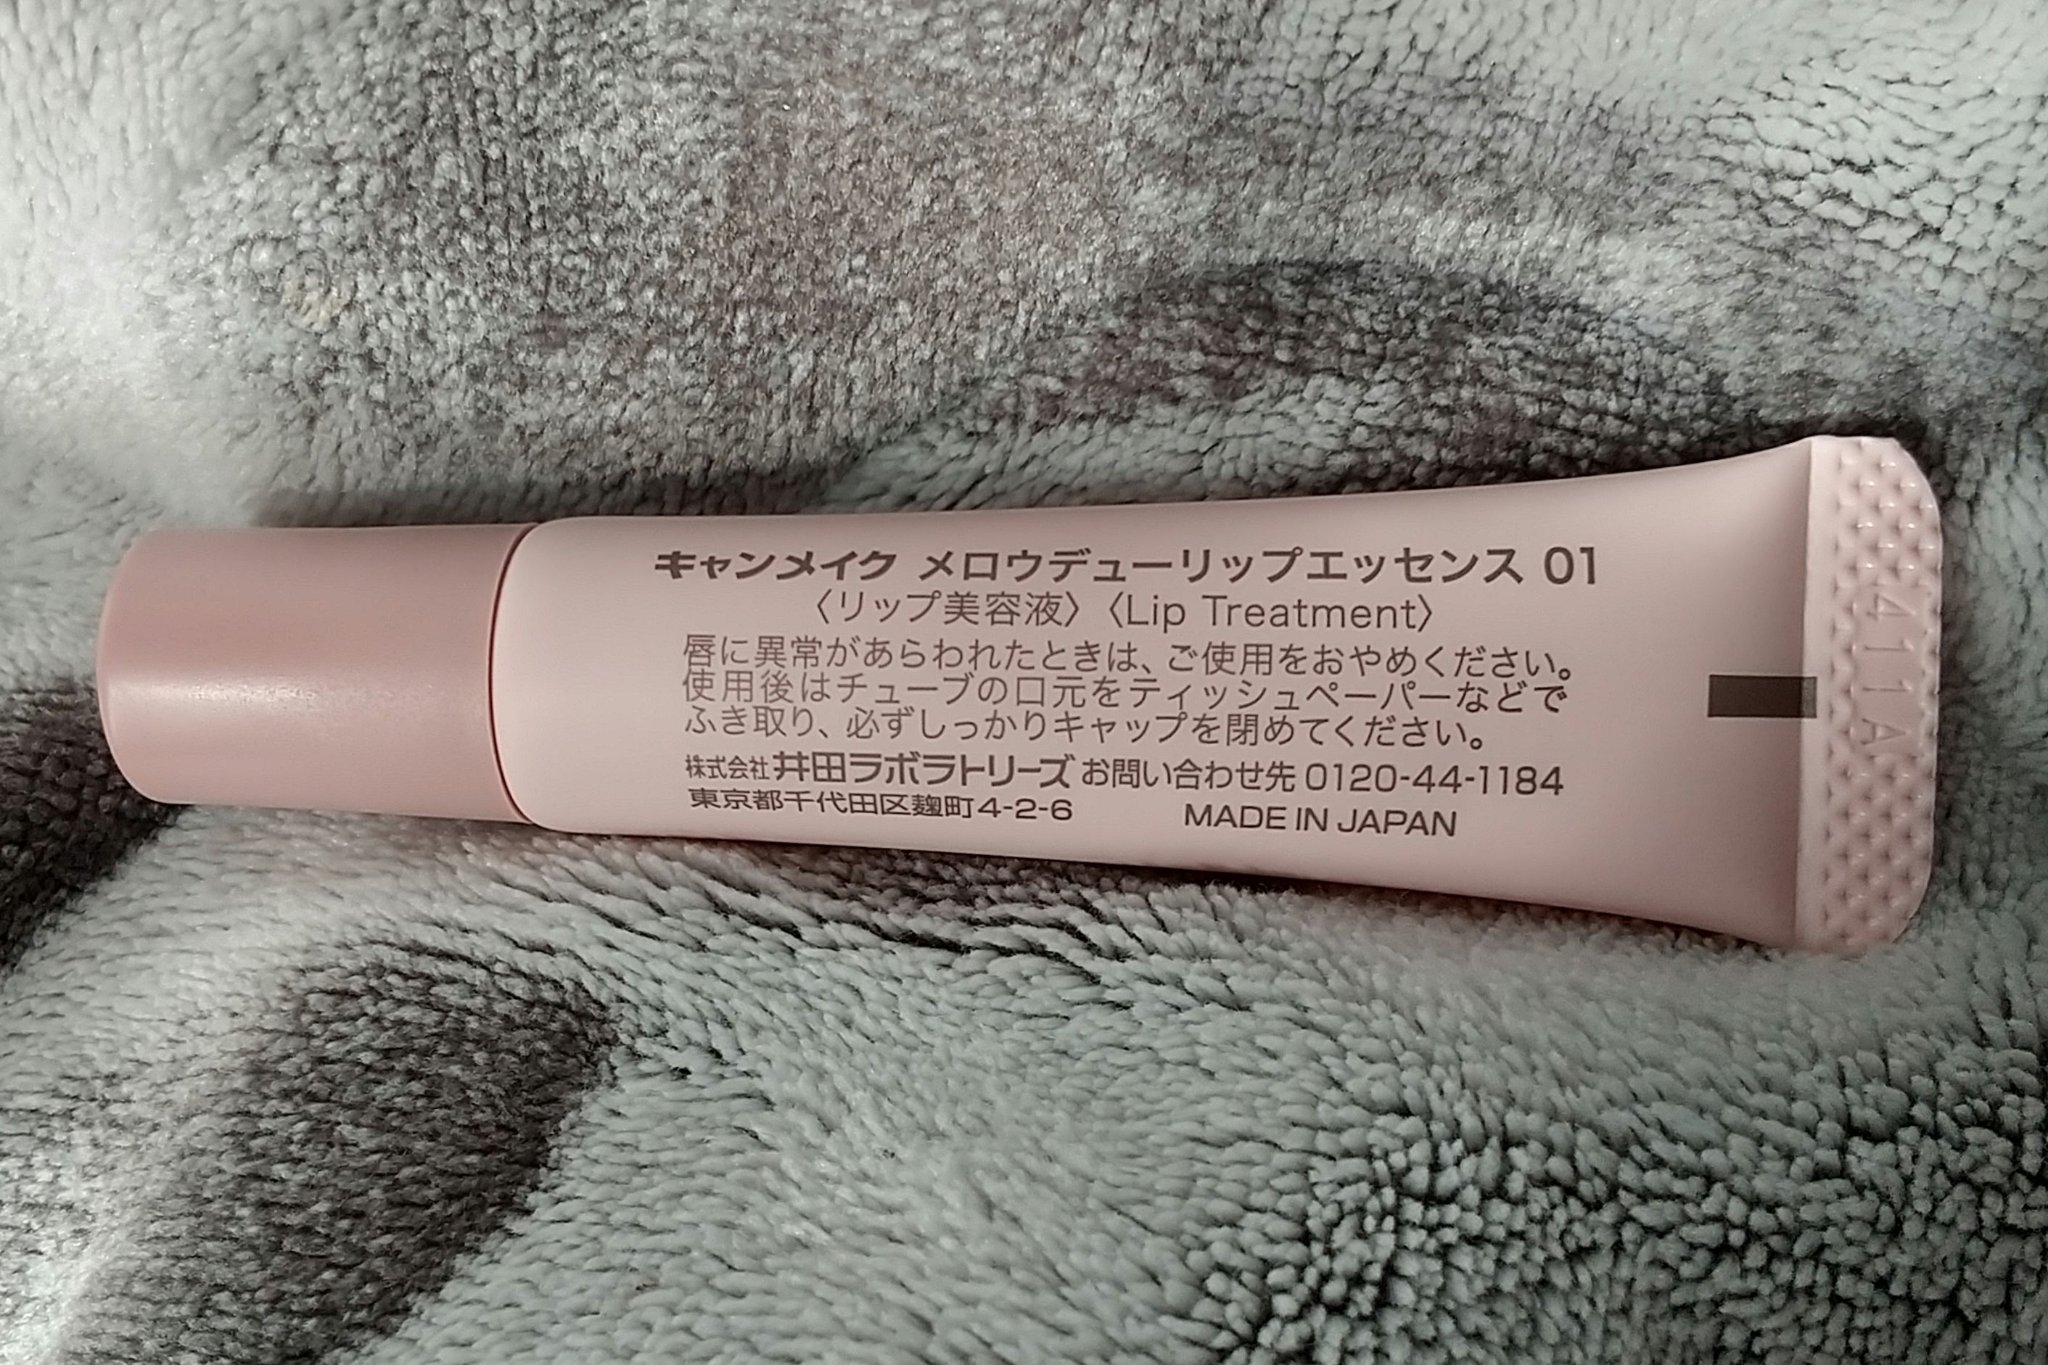 キャンメイク メロウデューリップエッセンス 01
〈リップ美容液〉〈Lip Treatment〉
唇に異常があらわれたときは、ご使用をおやめください。
使用後はチューブの口元をティッシュペーパーなどで
ふき取り、必ずしっかりキャップを閉めてください。
株式会社井田ラボラトリーズ お問い合わせ先 0120-44-1184
東京都千代田区麹町4-2-6 MADE IN JAPAN
411A